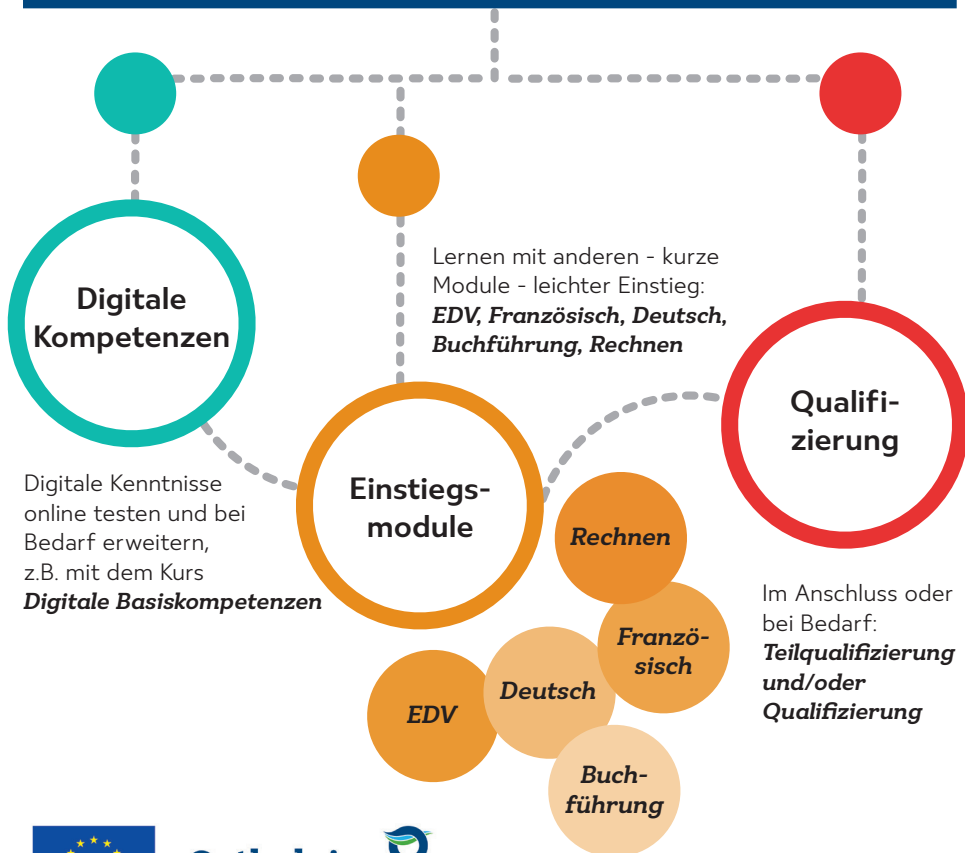 Digitale
Kompetenzen
Digitale Kenntnisse
online testen und bei
Bedarf erweitern,
z.B. mit dem Kurs
Digitale Basiskompetenzen
Lernen mit anderen - kurze
Module - leichter Einstieg:
EDV, Französisch, Deutsch,
Buchführung, Rechnen
Einstiegs-
module
Rechnen
Franzö-
sisch
Deutsch
EDV
Buch-
führung
Qualifi-
zierung
Im Anschluss oder
bei Bedarf:
Teilqualifizierung
und/oder
Qualifizierung